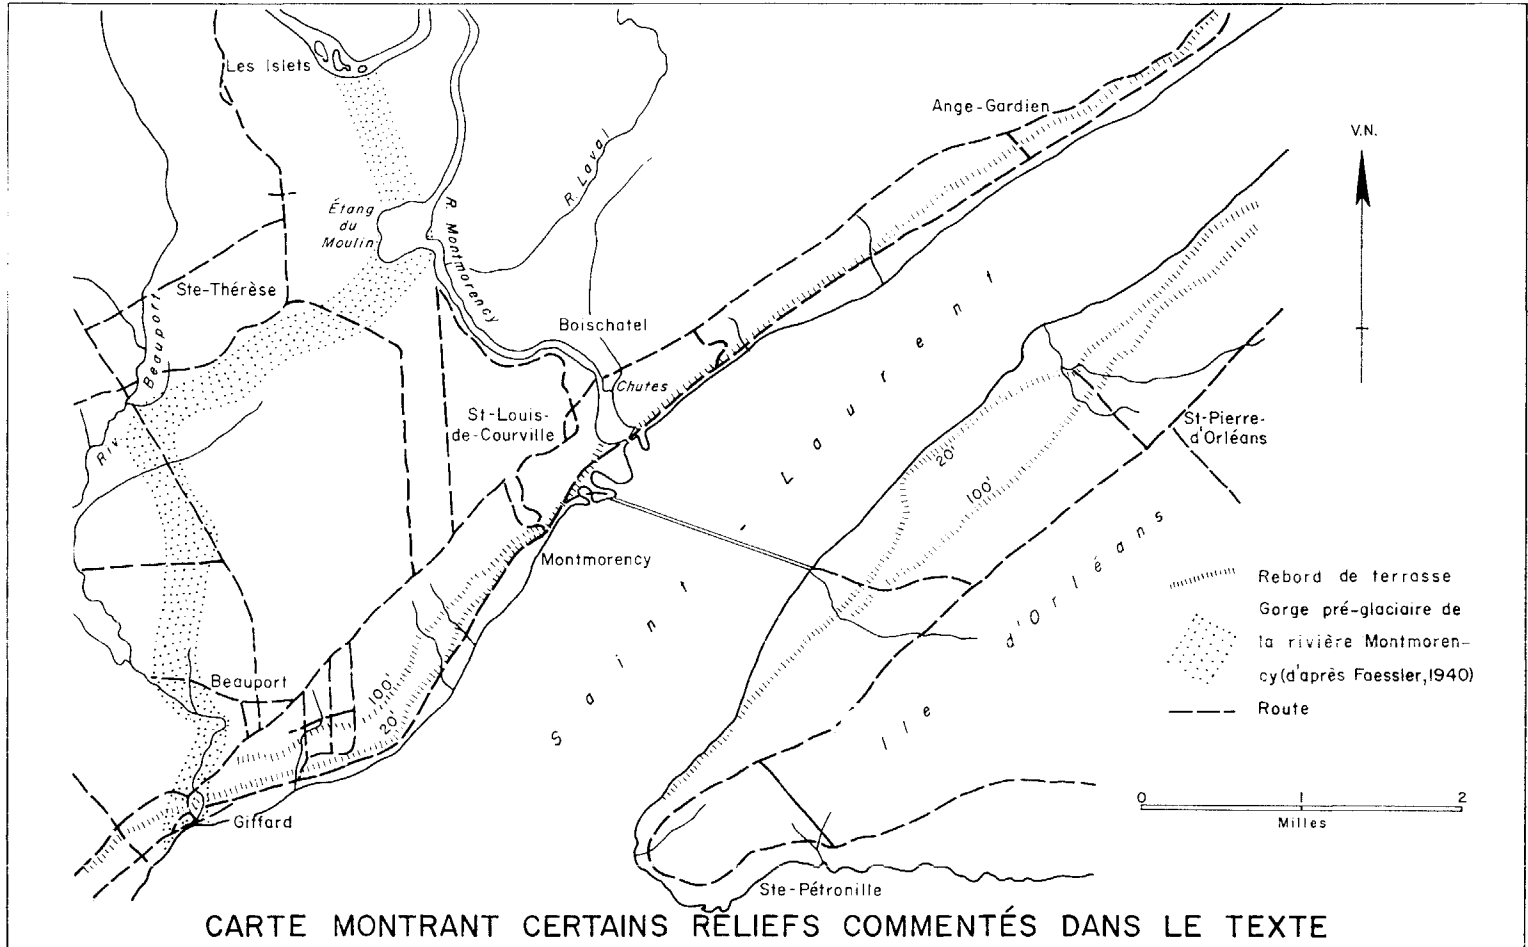 Les Islets
Ange-Gardien
V.N.
R. Laval
Étang
du
Moulin
R. Montmorency
Ste-Thérèse
Boischatel
Riv. Beauport
Chutes
St-Louis-
de-Courville
St-Pierre-
d'Orléans
20'
100'
Saint-Laurent
Montmorency
Ile d'Orléans
Beauport
100'
20'
Giffard
Ste-Pétronille
Rebord de terrasse
Gorge pré-glaciaire de
la rivière Montmoren-
cy (d'après Faessler, 1940)
Route
0 1 2
Milles
CARTE MONTRANT CERTAINS RELIEFS COMMENTÉS DANS LE TEXTE